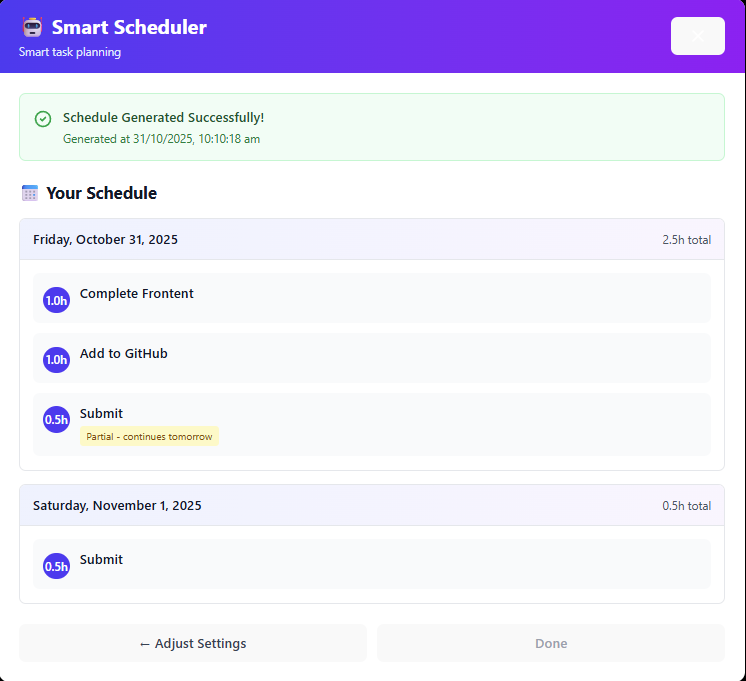 Smart Scheduler
Smart task planning
Schedule Generated Successfully!
Generated at 31/10/2025, 10:10:18 am
Your Schedule
Friday, October 31, 2025 2.5h total
1.0h Complete Frontent
1.0h Add to GitHub
0.5h Submit
Partial - continues tomorrow
Saturday, November 1, 2025 0.5h total
0.5h Submit
← Adjust Settings Done